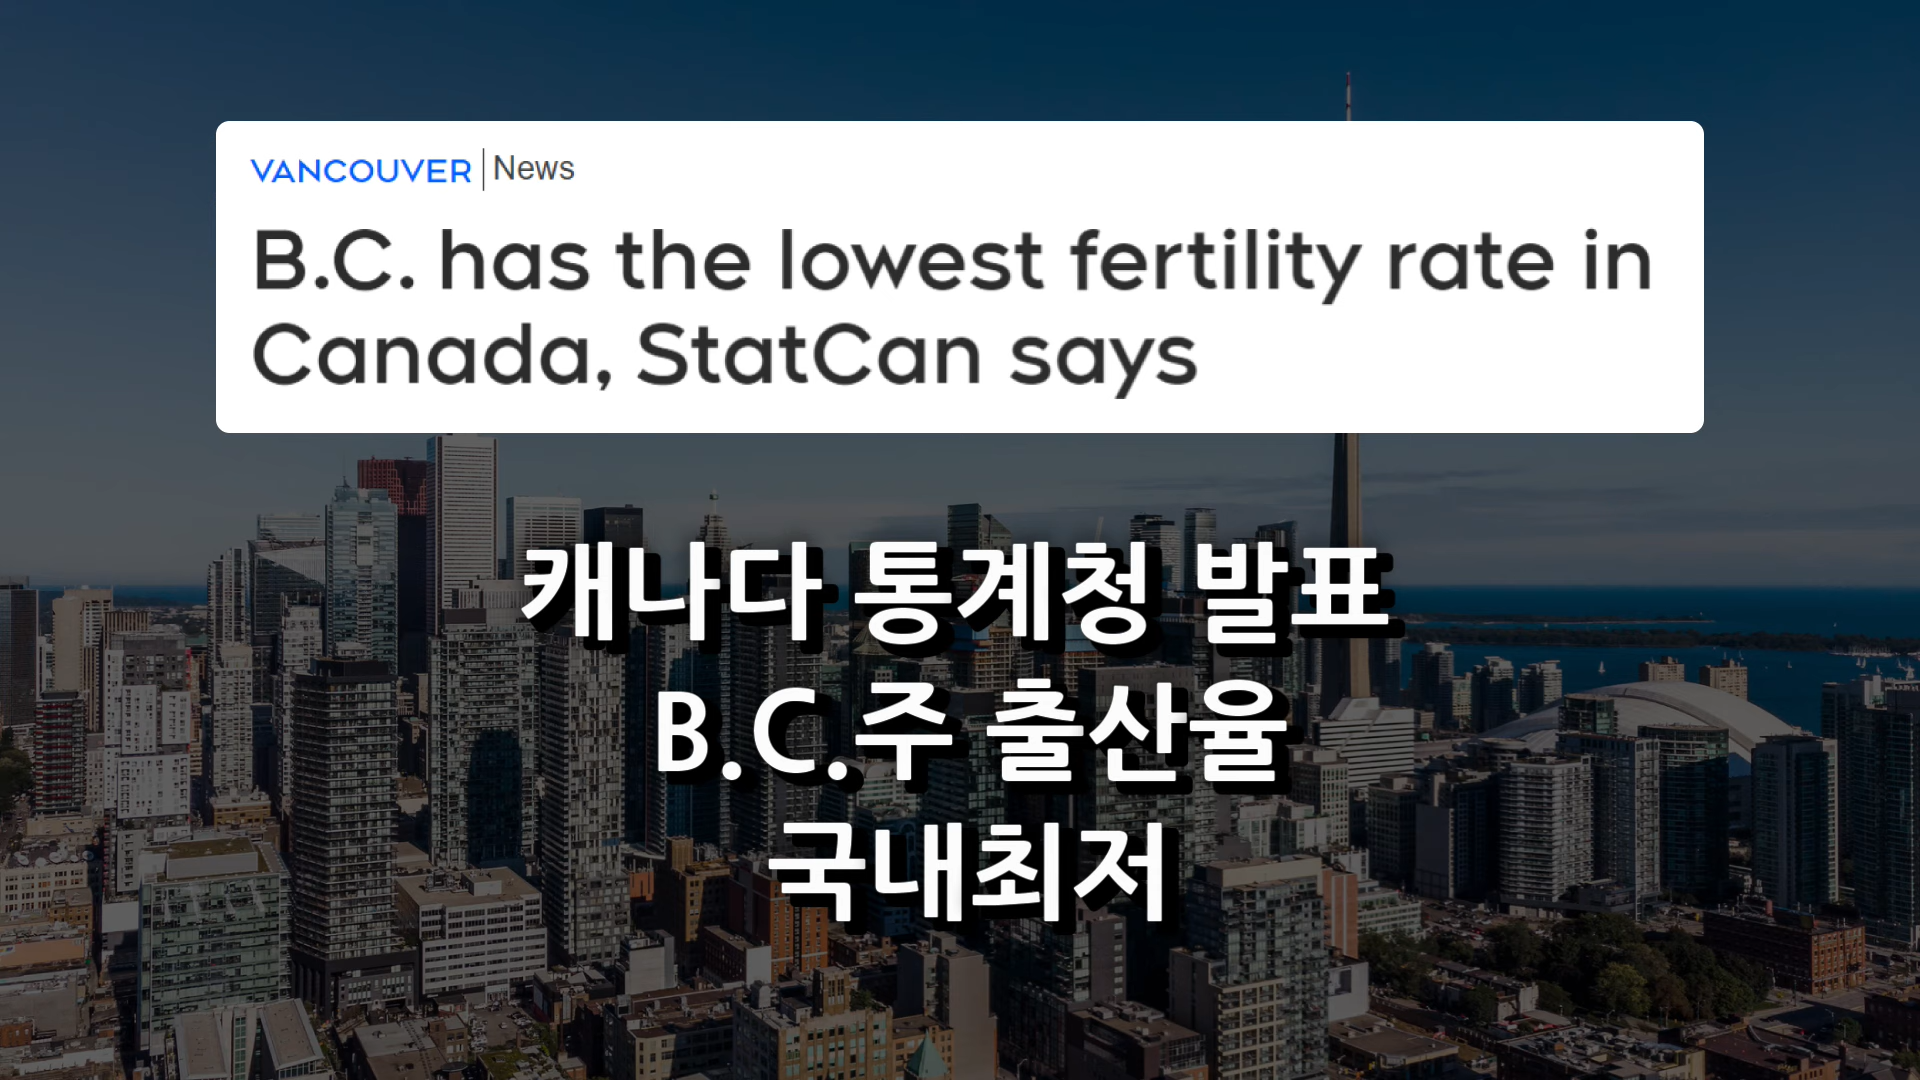 VANCOUVER | News
B.C. has the lowest fertility rate in
Canada, StatCan says
캐나다 통계청 발표
B.C.주 출산율
국내최저